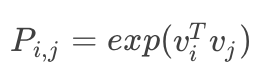 $P_{i,j} = exp(v_i^T v_j)$